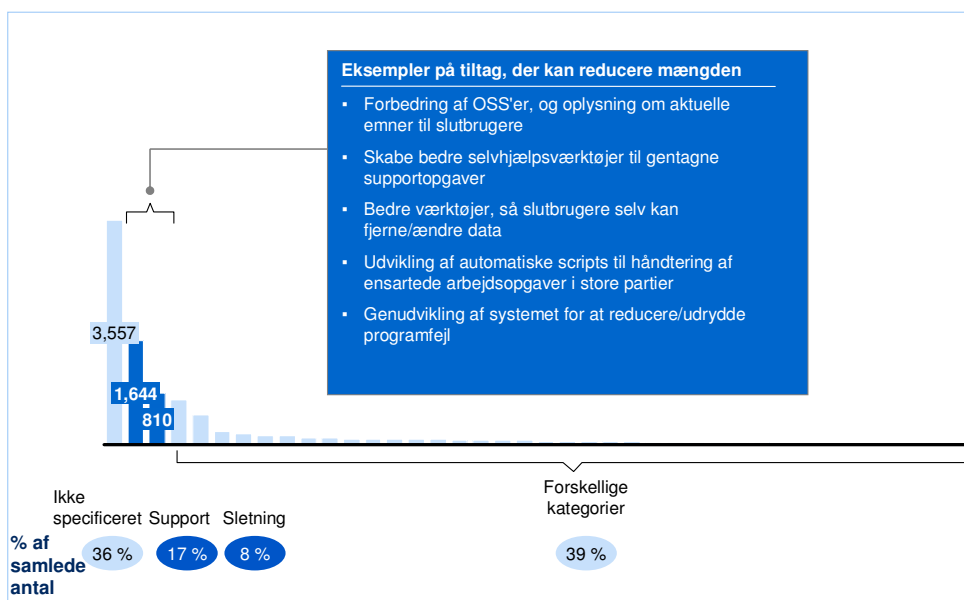 Eksempler på tiltag, der kan reducere mængden
▪ Forbedring af OSS'er, og oplysning om aktuelle
emner til slutbrugere
▪ Skabe bedre selvhjælpsværktøjer til gentagne
supportopgaver
▪ Bedre værktøjer, så slutbrugere selv kan
fjerne/ændre data
▪ Udvikling af automatiske scripts til håndtering af
ensartede arbejdsopgaver i store partier
▪ Genudvikling af systemet for at reducere/udrydde
programfejl
3,557
1,644
810
Ikke
specificeret
Support
Sletning
Forskellige
kategorier
% af
samlede
antal
36 %
17 %
8 %
39 %